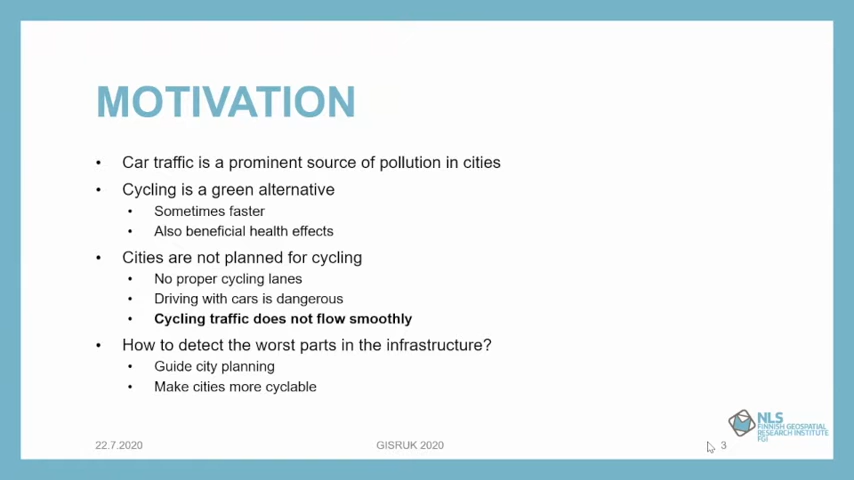 MOTIVATION
• Car traffic is a prominent source of pollution in cities
• Cycling is a green alternative
• Sometimes faster
• Also beneficial health effects
• Cities are not planned for cycling
• No proper cycling lanes
• Driving with cars is dangerous
• Cycling traffic does not flow smoothly
• How to detect the worst parts in the infrastructure?
• Guide city planning
• Make cities more cyclable
NLS
FINNISH GEOSPATIAL
RESEARCH INSTITUTE
FGI
22.7.2020
GISRUK 2020
3